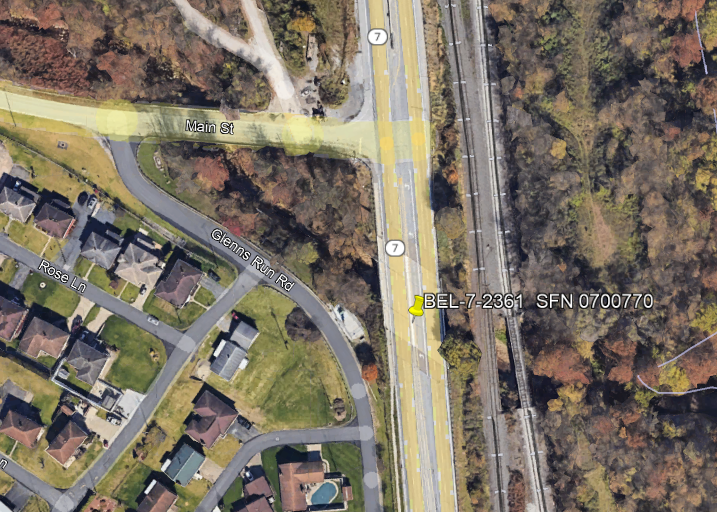 7
Main St
7
Glenns Run Rd
Rose Ln
BEL-7-2361 SFN 0700770
n